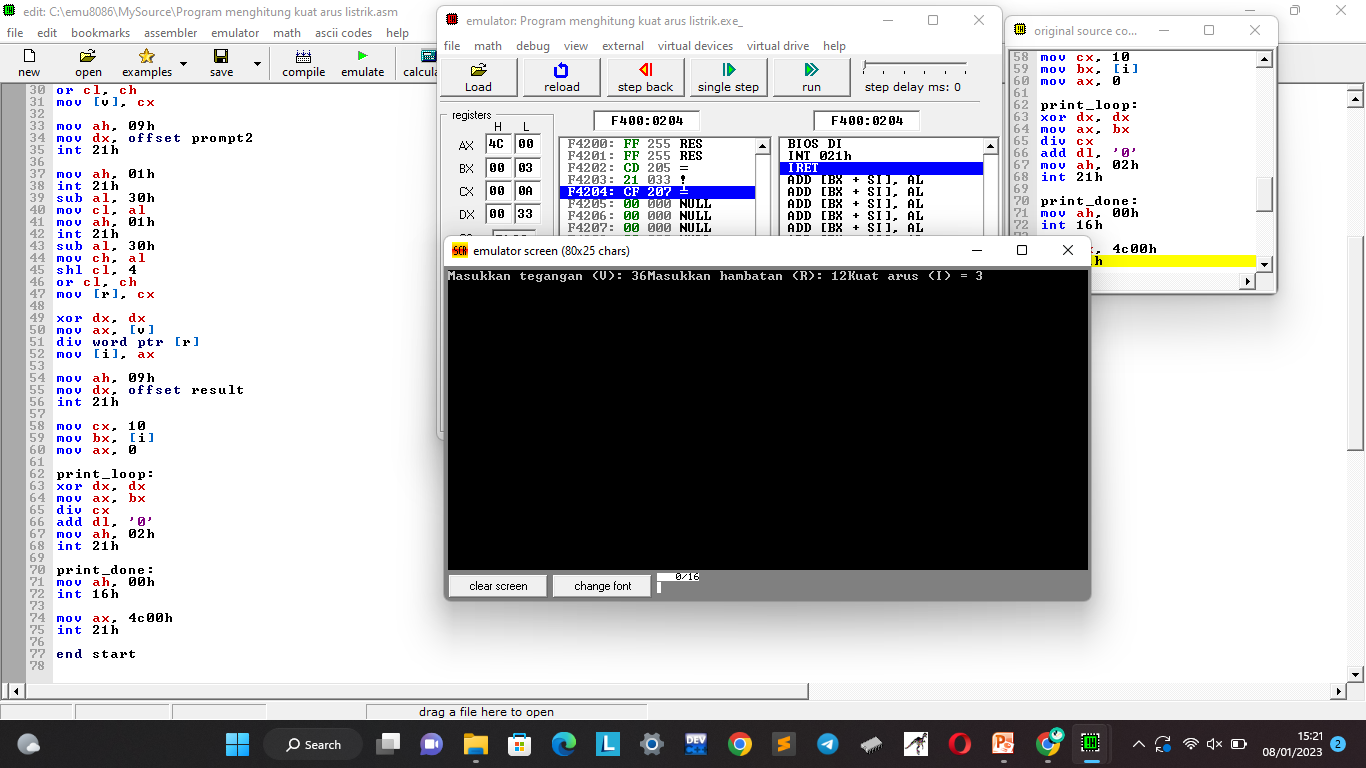 edit: C:\emu8086\MySource\Program menghitung kuat arus listrik.asm
file edit bookmarks assembler emulator math ascii codes help
new open examples save compile emulate calcula
30 or cl, ch
31 mov [v], cx
32
33 mov ah, 09h
34 mov dx, offset prompt2
35 int 21h
36
37 mov ah, 01h
38 int 21h
39 sub al, 30h
40 mov cl, al
41 mov ah, 01h
42 int 21h
43 sub al, 30h
44 mov ch, al
45 shl cl, 4
46 or cl, ch
47 mov [r], cx
48
49 xor dx, dx
50 mov ax, [v]
51 div word ptr [r]
52 mov [i], ax
53
54 mov ah, 09h
55 mov dx, offset result
56 int 21h
57
58 mov cx, 10
59 mov bx, [i]
60 mov ax, 0
61
62 print_loop:
63 xor dx, dx
64 mov ax, bx
65 div cx
66 add dl, '0'
67 mov ah, 02h
68 int 21h
69
70 print_done:
71 mov ah, 00h
72 int 16h
73
74 mov ax, 4c00h
75 int 21h
76
77 end start
78
drag a file here to open
emulator: Program menghitung kuat arus listrik.exe_
file math debug view external virtual devices virtual drive help
Load reload step back single step run step delay ms: 0
registers
F400:0204 F400:0204
H L
AX 4C 00
BX 00 03
CX 00 0A
DX 00 33
F4200: FF 255 RES
F4201: FF 255 RES
F4202: CD 205 =
F4203: 21 033 !
F4204: CF 207 ╧
F4205: 00 000 NULL
F4206: 00 000 NULL
F4207: 00 000 NULL
BIOS DI
INT 021h
IRET
ADD [BX + SI], AL
ADD [BX + SI], AL
ADD [BX + SI], AL
ADD [BX + SI], AL
ADD [BX + SI], AL
original source co...
58 mov cx, 10
59 mov bx, [i]
60 mov ax, 0
61
62 print_loop:
63 xor dx, dx
64 mov ax, bx
65 div cx
66 add dl, '0'
67 mov ah, 02h
68 int 21h
69
70 print_done:
71 mov ah, 00h
72 int 16h
, 4c00h
h
emulator screen (80x25 chars)
Masukkan tegangan (V): 36Masukkan hambatan (R): 12Kuat arus (I) = 3
clear screen change font 0/16
Search
15:21
08/01/2023
2